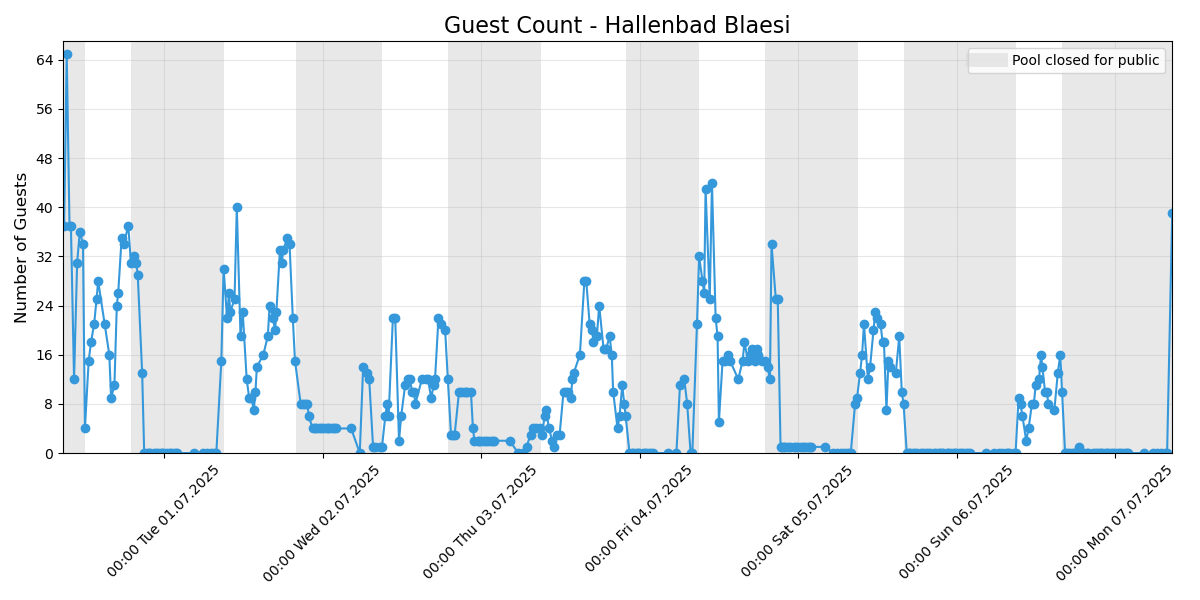 Guest Count - Hallenbad Blaesi
Pool closed for public
Number of Guests
64
56
48
40
32
24
16
8
0
00:00 Tue 01.07.2025
00:00 Wed 02.07.2025
00:00 Thu 03.07.2025
00:00 Fri 04.07.2025
00:00 Sat 05.07.2025
00:00 Sun 06.07.2025
00:00 Mon 07.07.2025